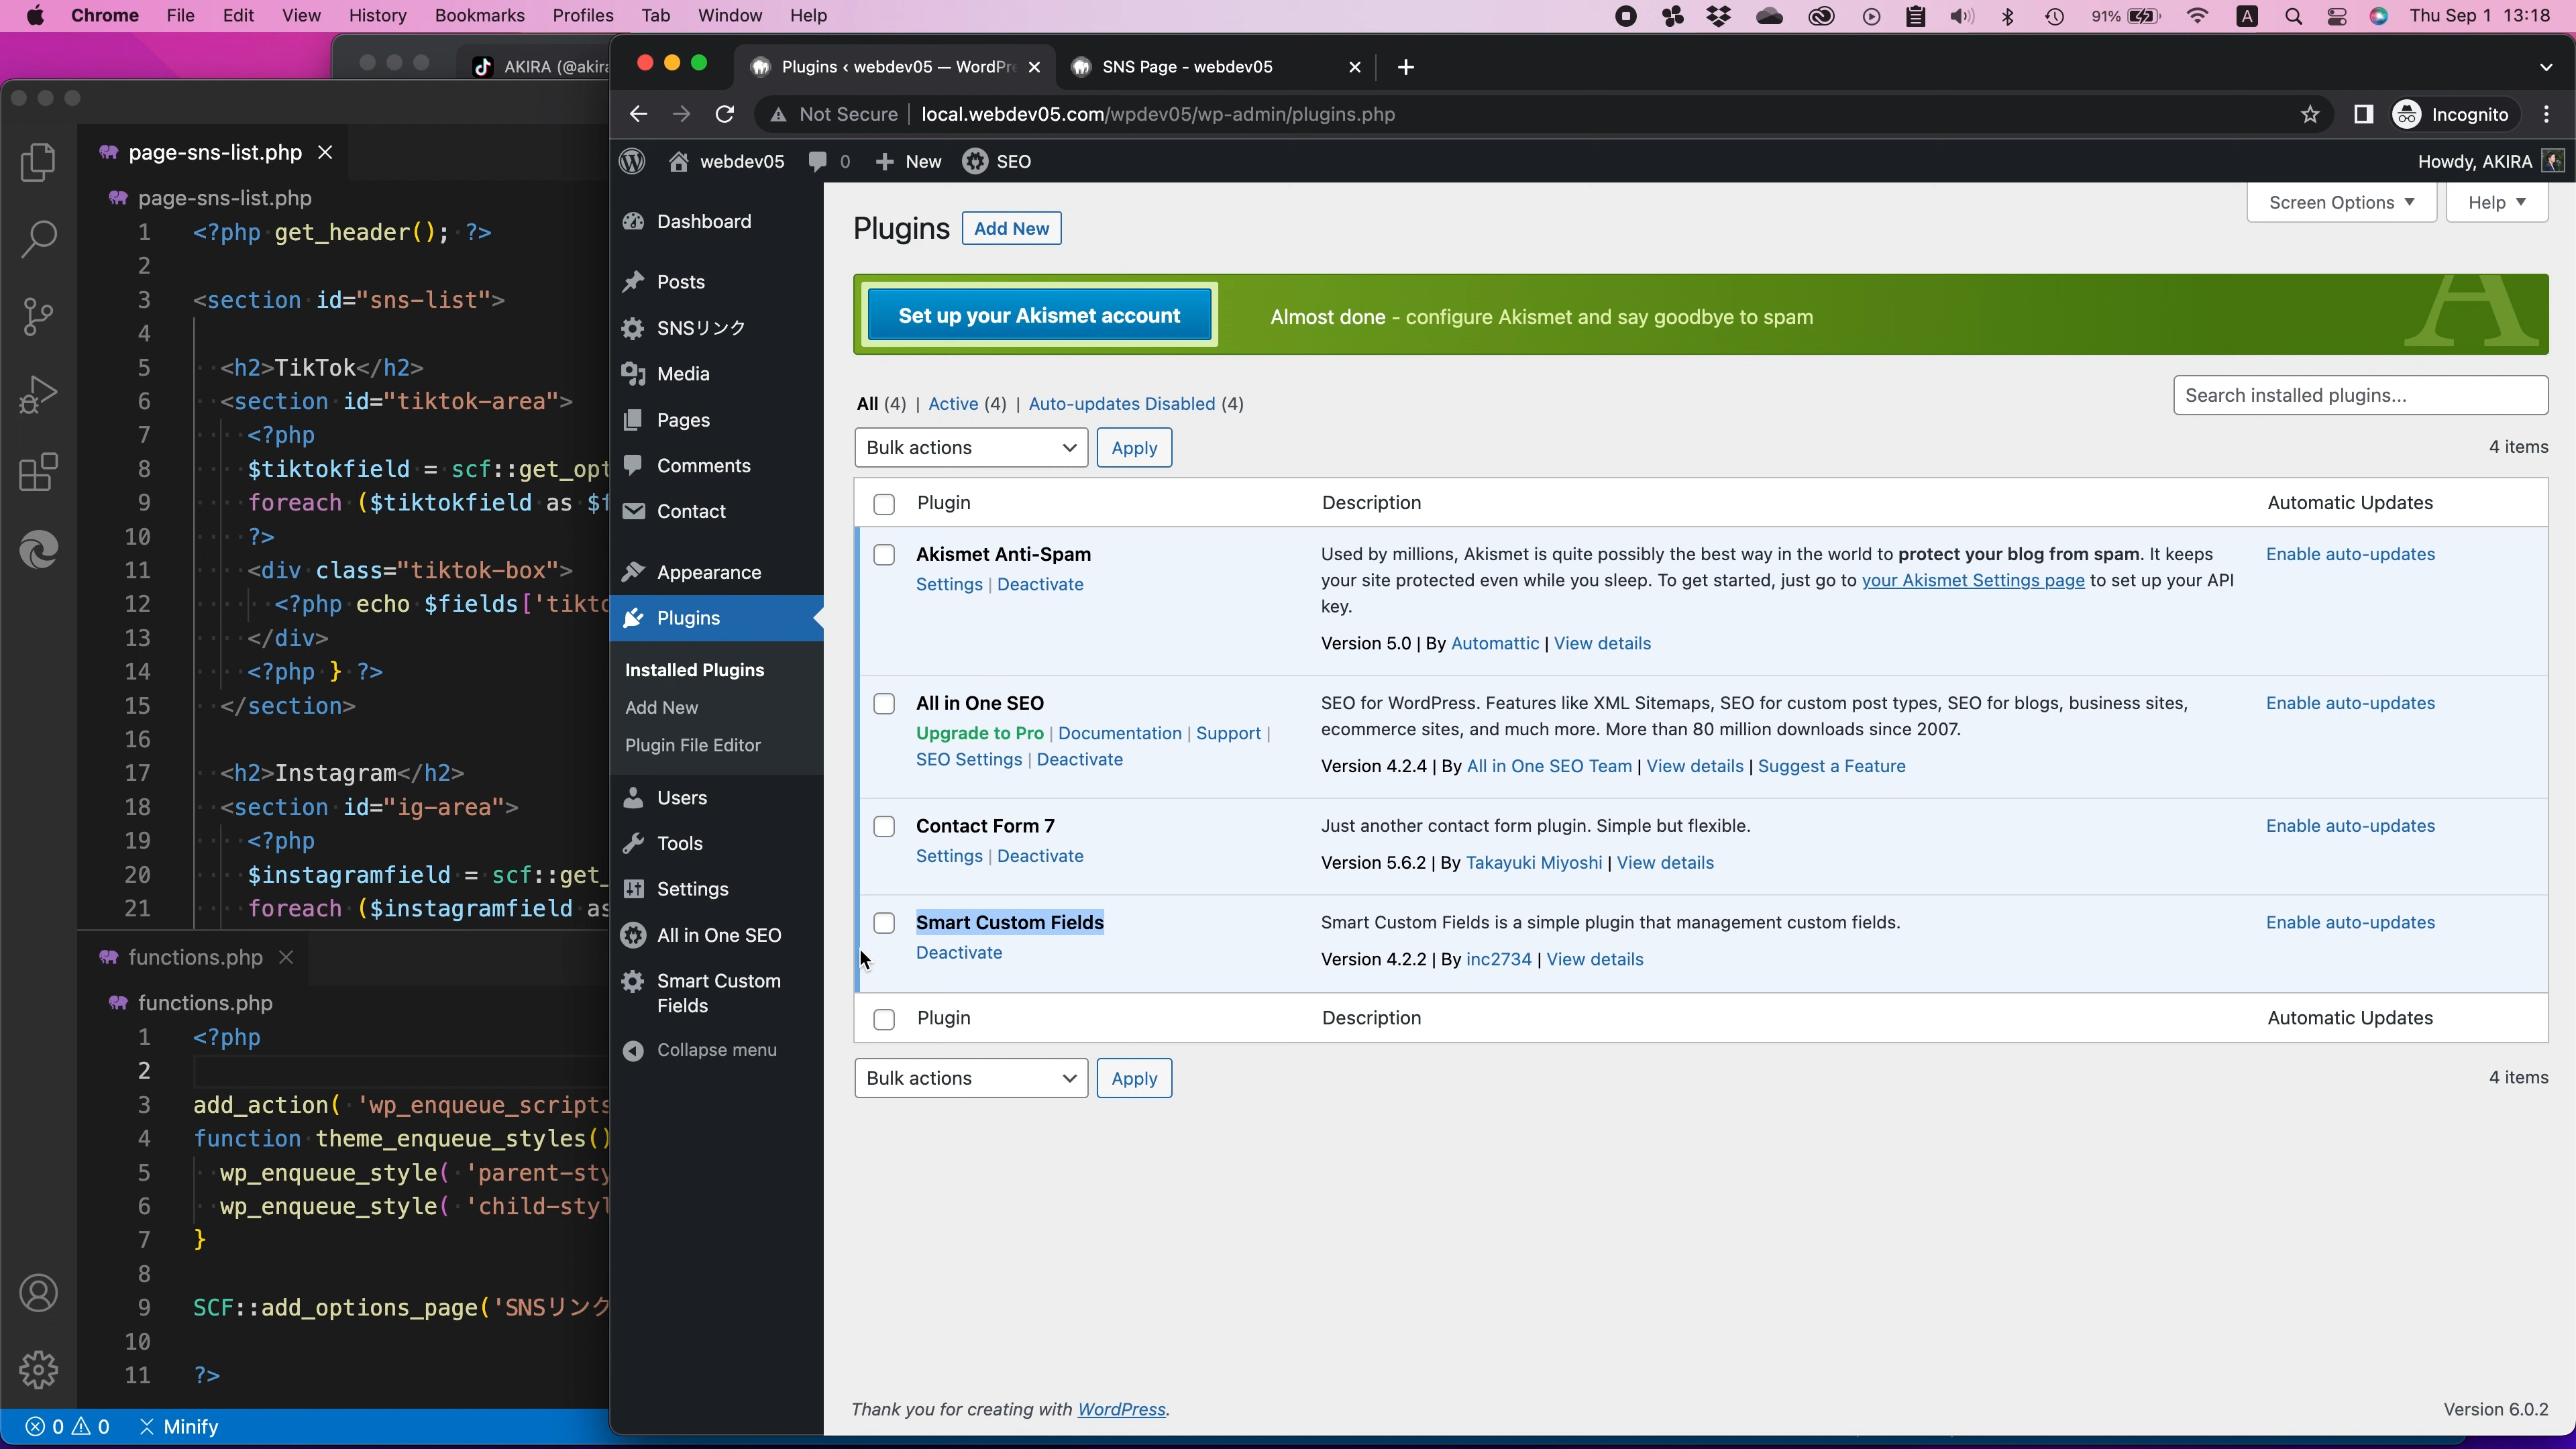 Chrome File Edit View History Bookmarks Profiles Tab Window Help
91% A Thu Sep 1 13:18
AKIRA (@akira
Plugins ‹ webdev05 — WordPr
SNS Page - webdev05
Not Secure local.webdev05.com/wpdev05/wp-admin/plugins.php
Incognito
webdev05 0 New SEO
Howdy, AKIRA
page-sns-list.php
page-sns-list.php
1 <?php get_header(); ?>
2
3 <section id="sns-list">
4
5 <h2>TikTok</h2>
6 <section id="tiktok-area">
7 <?php
8 $tiktokfield = scf::get_opt
9 foreach ($tiktokfield as $f
10 ?>
11 <div class="tiktok-box">
12 <?php echo $fields['tikto
13 </div>
14 <?php } ?>
15 </section>
16
17 <h2>Instagram</h2>
18 <section id="ig-area">
19 <?php
20 $instagramfield = scf::get_
21 foreach ($instagramfield as
functions.php
functions.php
1 <?php
2
3 add_action( 'wp_enqueue_scripts
4 function theme_enqueue_styles()
5 wp_enqueue_style( 'parent-sty
6 wp_enqueue_style( 'child-styl
7 }
8
9 SCF::add_options_page('SNSリンク
10
11 ?>
0 0 Minify
Dashboard
Posts
SNSリンク
Media
Pages
Comments
Contact
Appearance
Plugins
Installed Plugins
Add New
Plugin File Editor
Users
Tools
Settings
All in One SEO
Smart Custom
Fields
Collapse menu
Screen Options Help
Plugins Add New
Set up your Akismet account
Almost done - configure Akismet and say goodbye to spam
A
All (4) | Active (4) | Auto-updates Disabled (4)
Search installed plugins...
Bulk actions Apply
4 items
Plugin Description Automatic Updates
Akismet Anti-Spam
Settings | Deactivate
Used by millions, Akismet is quite possibly the best way in the world to protect your blog from spam. It keeps
your site protected even while you sleep. To get started, just go to your Akismet Settings page to set up your API
key.
Version 5.0 | By Automattic | View details
Enable auto-updates
All in One SEO
Upgrade to Pro | Documentation | Support |
SEO Settings | Deactivate
SEO for WordPress. Features like XML Sitemaps, SEO for custom post types, SEO for blogs, business sites,
ecommerce sites, and much more. More than 80 million downloads since 2007.
Version 4.2.4 | By All in One SEO Team | View details | Suggest a Feature
Enable auto-updates
Contact Form 7
Settings | Deactivate
Just another contact form plugin. Simple but flexible.
Version 5.6.2 | By Takayuki Miyoshi | View details
Enable auto-updates
Smart Custom Fields
Deactivate
Smart Custom Fields is a simple plugin that management custom fields.
Version 4.2.2 | By inc2734 | View details
Enable auto-updates
Plugin Description Automatic Updates
Bulk actions Apply
4 items
Thank you for creating with WordPress.
Version 6.0.2